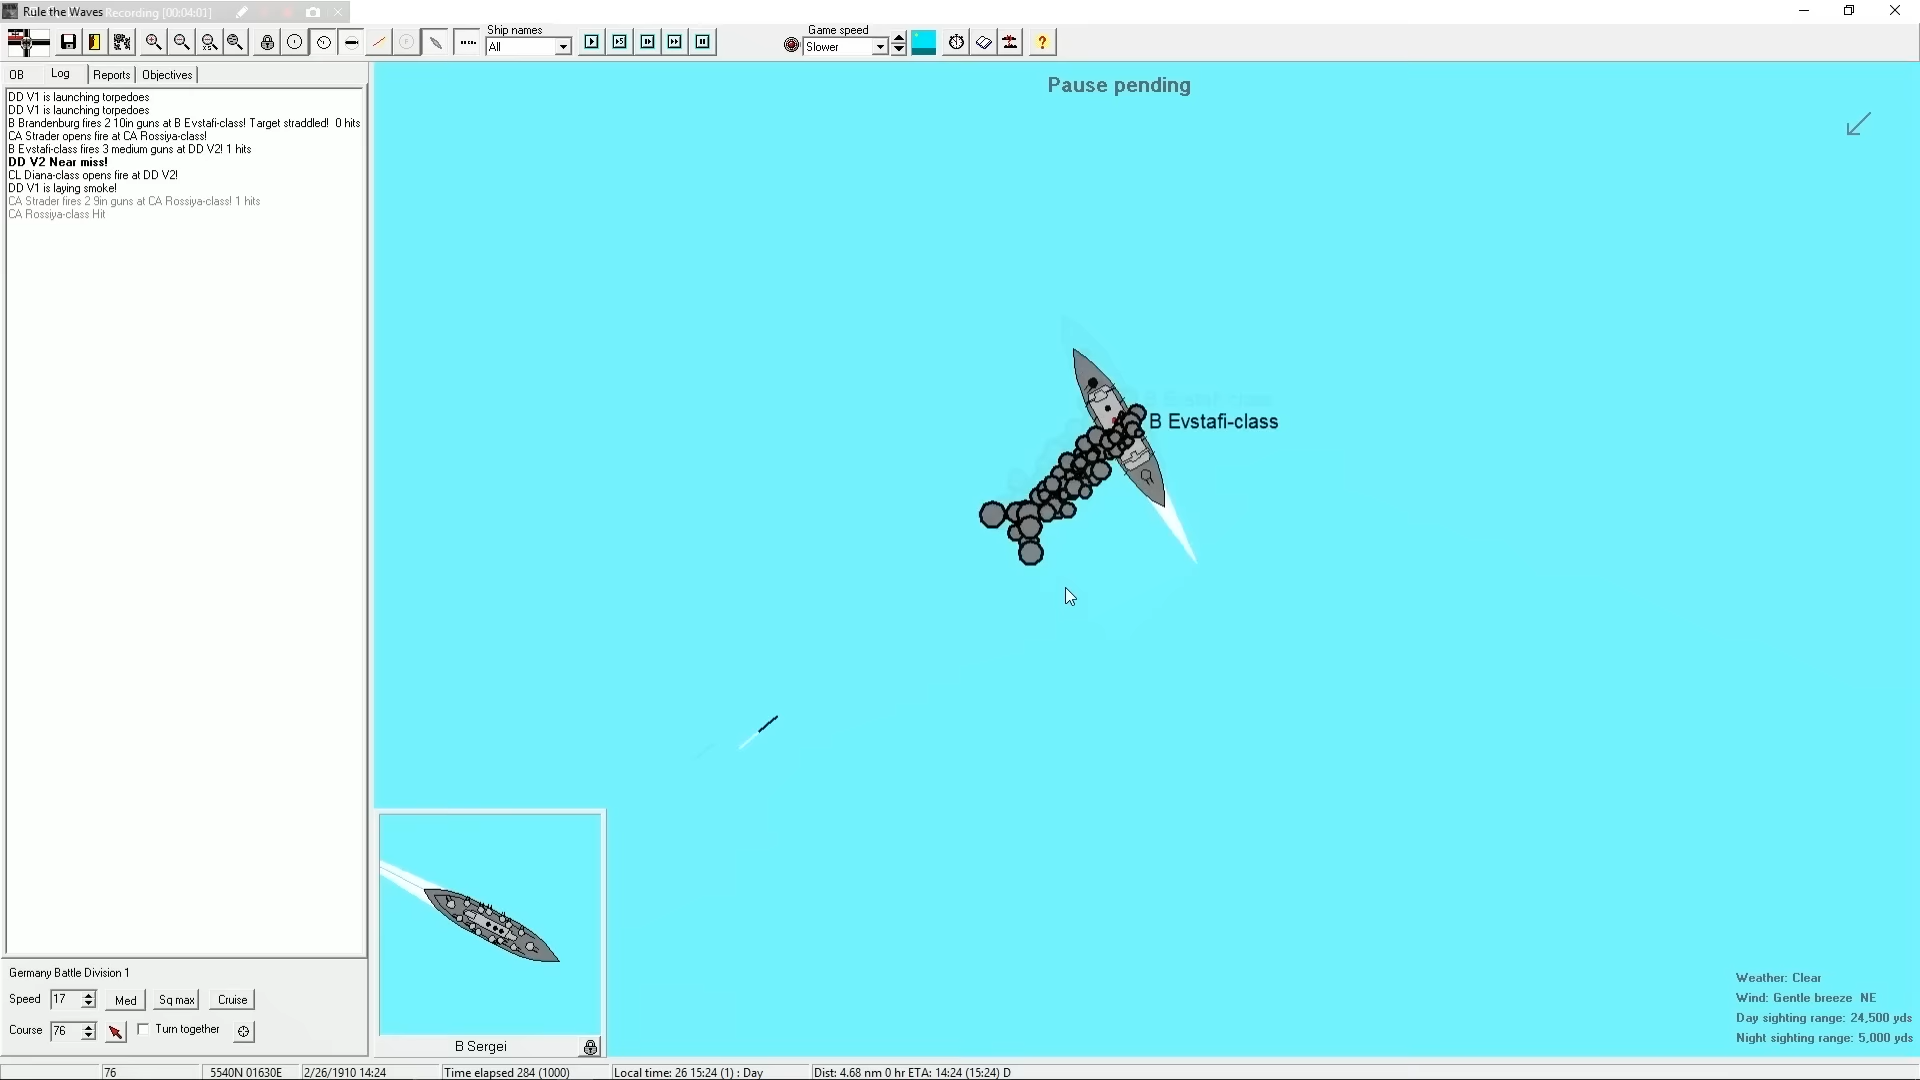 Rule the Waves Recording [00:04:01]
Ship names
All
Game speed
Slower
OB Log Reports Objectives
DD V1 is launching torpedoes
DD V1 is launching torpedoes
B Brandenburg fires 2 10in guns at B Evstafi-class! Target straddled! 0 hits
CA Strader opens fire at CA Rossiya-class!
B Evstafi-class fires 3 medium guns at DD V2! 1 hits
DD V2 Near miss!
CL Diana-class opens fire at DD V2!
DD V1 is laying smoke!
CA Strader fires 2 9in guns at CA Rossiya-class! 1 hits
CA Rossiya-class Hit
Pause pending
B Evstafi-class
Germany Battle Division 1
Speed 17 Med Sq max Cruise
Course 76 Turn together
B Sergei
Weather: Clear
Wind: Gentle breeze NE
Day sighting range: 24,500 yds
Night sighting range: 5,000 yds
76 5540N 01630E 2/26/1910 14:24 Time elapsed 284 (1000) Local time: 26 15:24 (1) : Day Dist: 4.68 nm 0 hr ETA: 14:24 (15:24) D